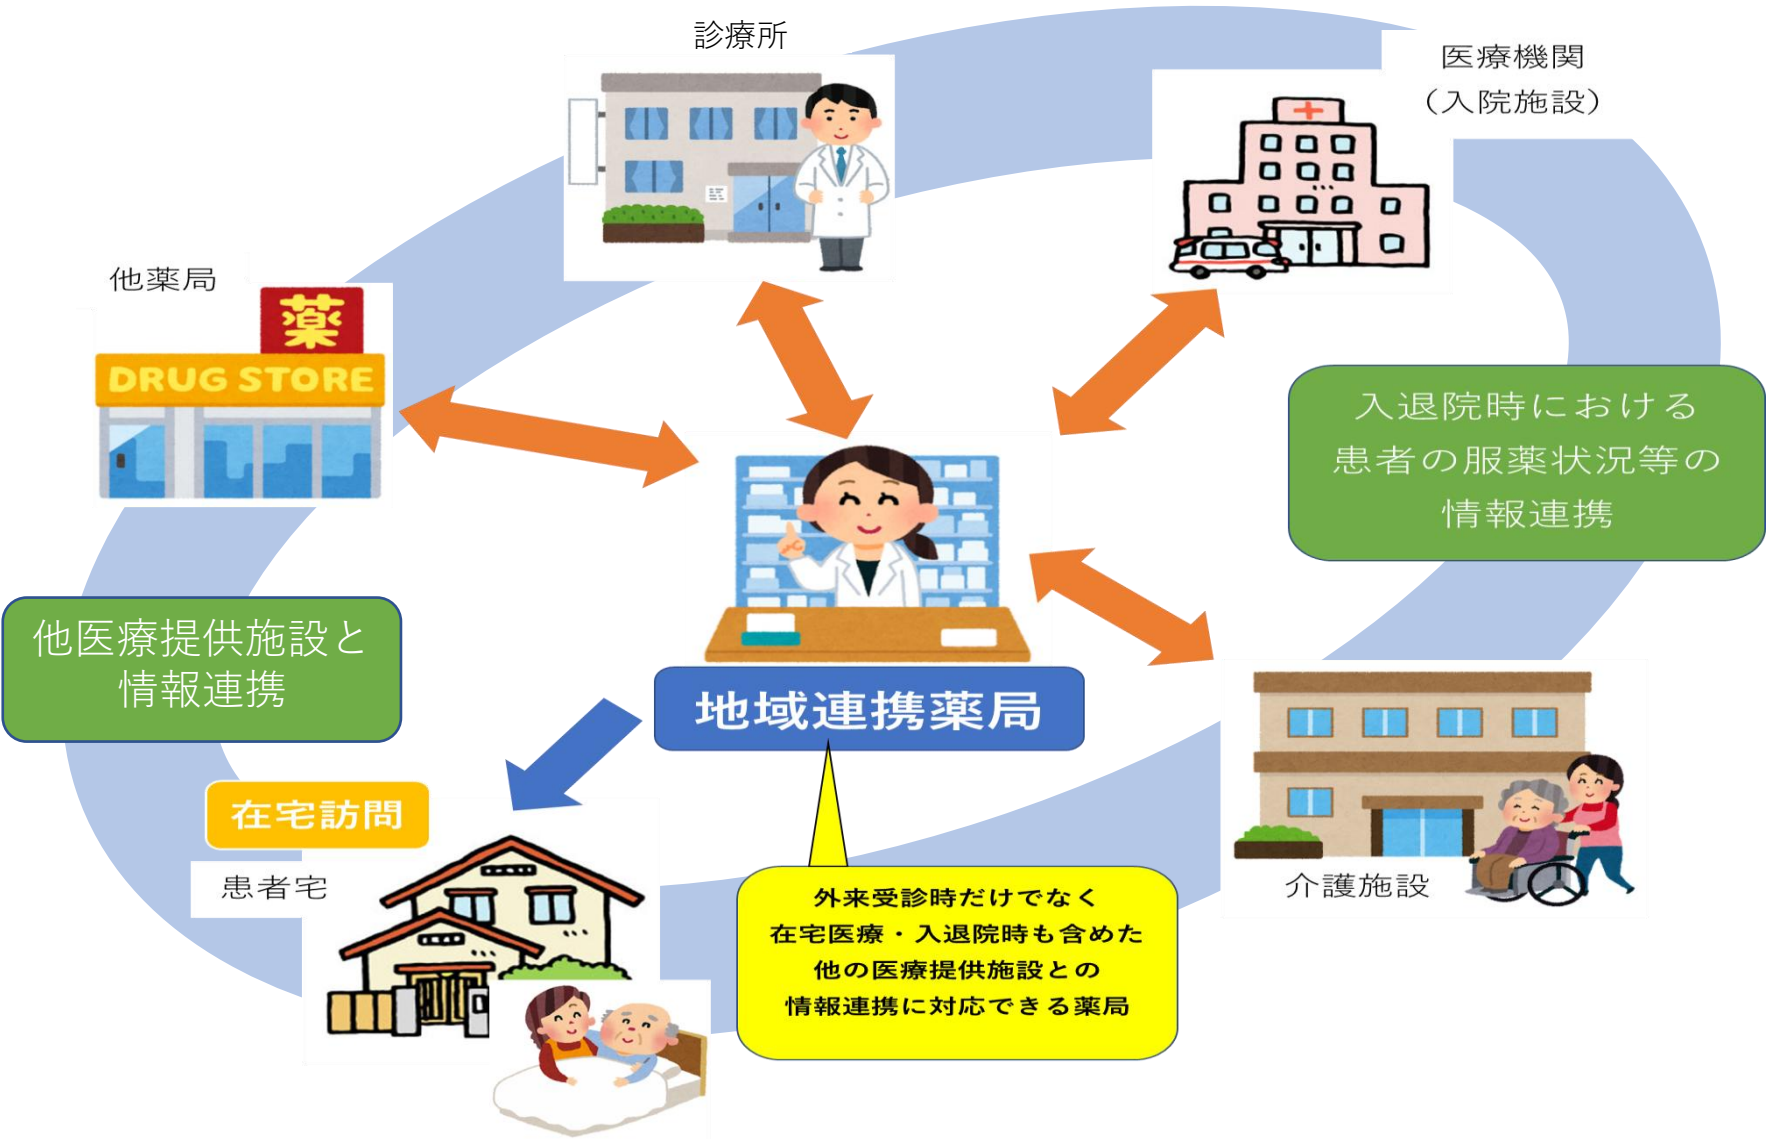 診療所
医療機関
（入院施設）
他薬局
薬
DRUG STORE
入退院時における
患者の服薬状況等の
情報連携
他医療提供施設と
情報連携
地域連携薬局
在宅訪問
患者宅
介護施設
外来受診時だけでなく
在宅医療・入退院時も含めた
他の医療提供施設との
情報連携に対応できる薬局